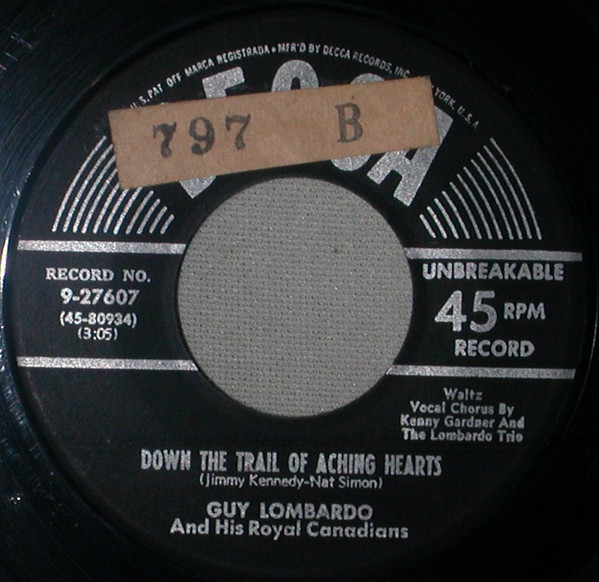 U.S. PAT. OFF. MARCA REGISTRADA • MFR'D BY DECCA RECORDS, INC. YORK, U.S.A.
797 B
RECORD NO.
9-27607
(45-80934)
(3:05)
UNBREAKABLE
45 RPM
RECORD
Waltz
Vocal Chorus By
Kenny Gardner And
The Lombardo Trio
DOWN THE TRAIL OF ACHING HEARTS
(Jimmy Kennedy-Nat Simon)
GUY LOMBARDO
And His Royal Canadians